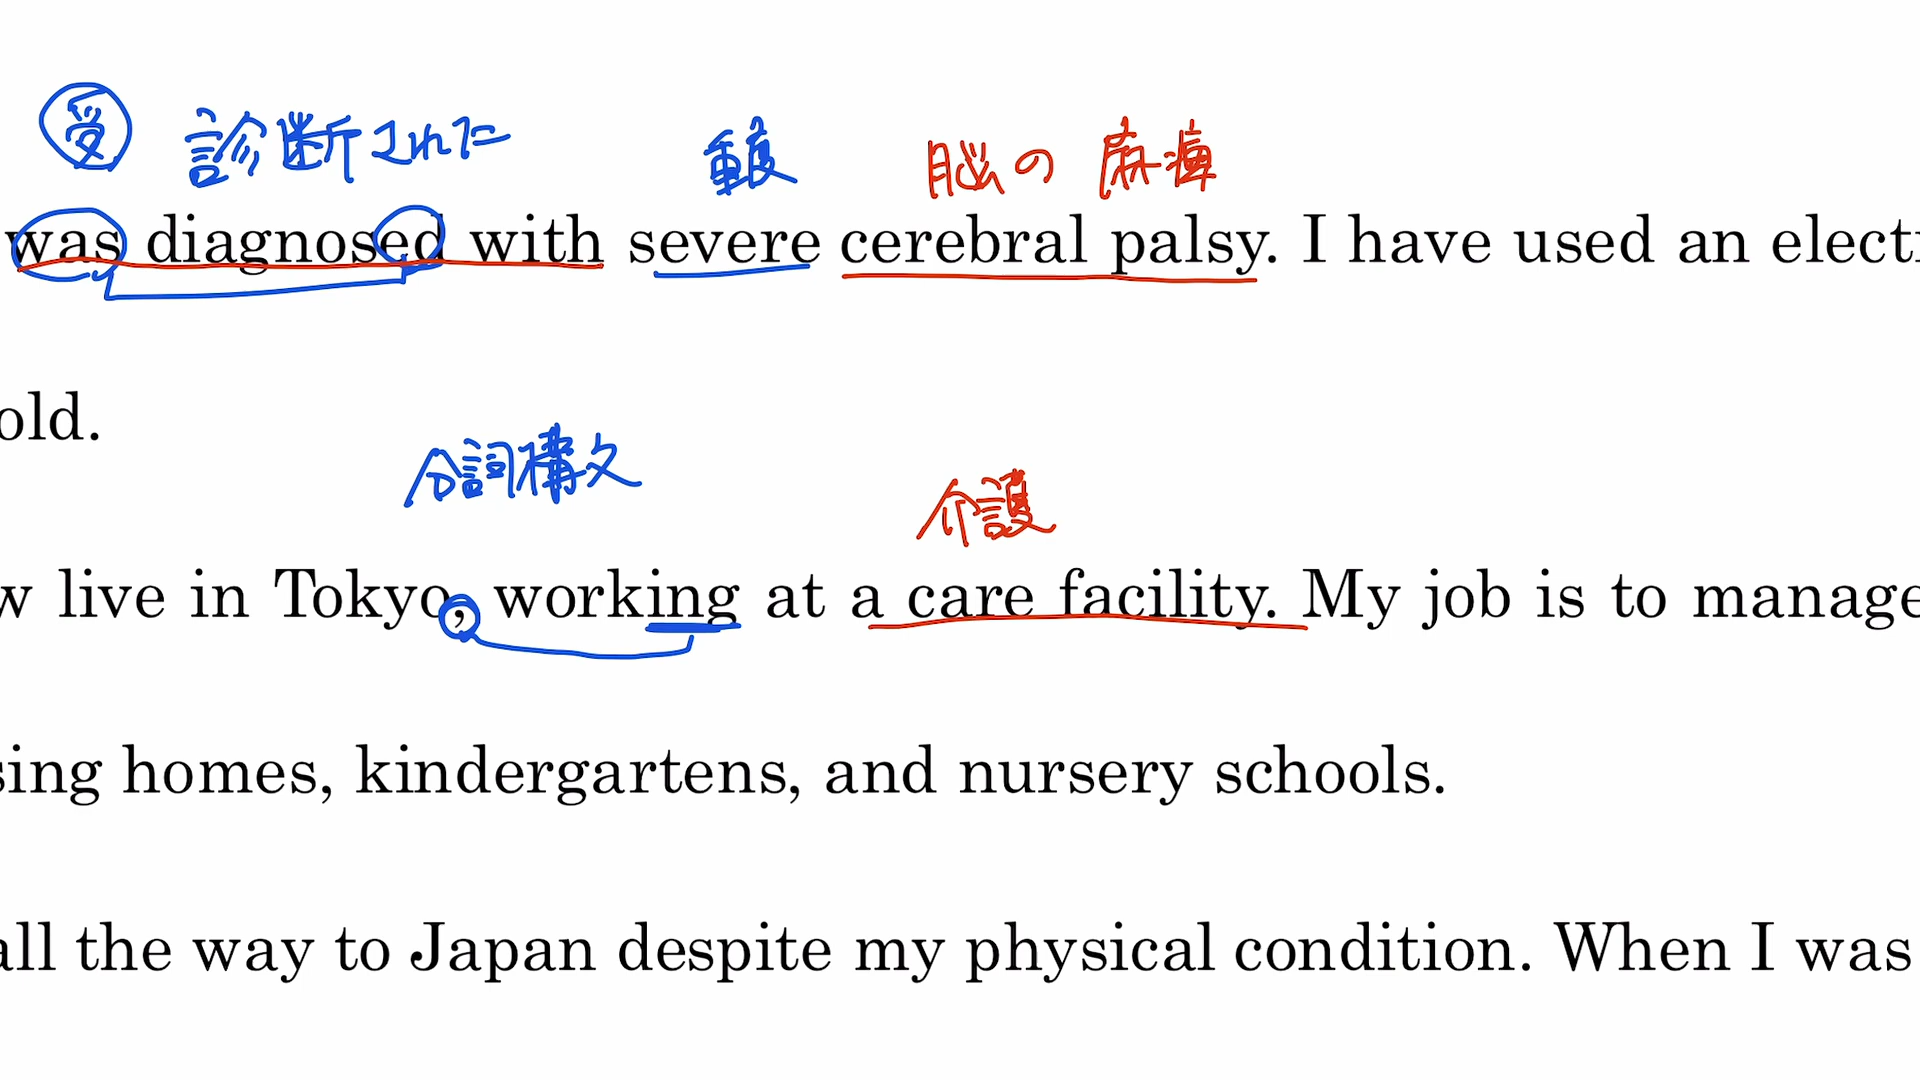 受 診断された 重度 脳の 麻痺
was diagnosed with severe cerebral palsy. I have used an elect
old.
分詞構文 介護
live in Tokyo, working at a care facility. My job is to manage
sing homes, kindergartens, and nursery schools.
all the way to Japan despite my physical condition. When I was